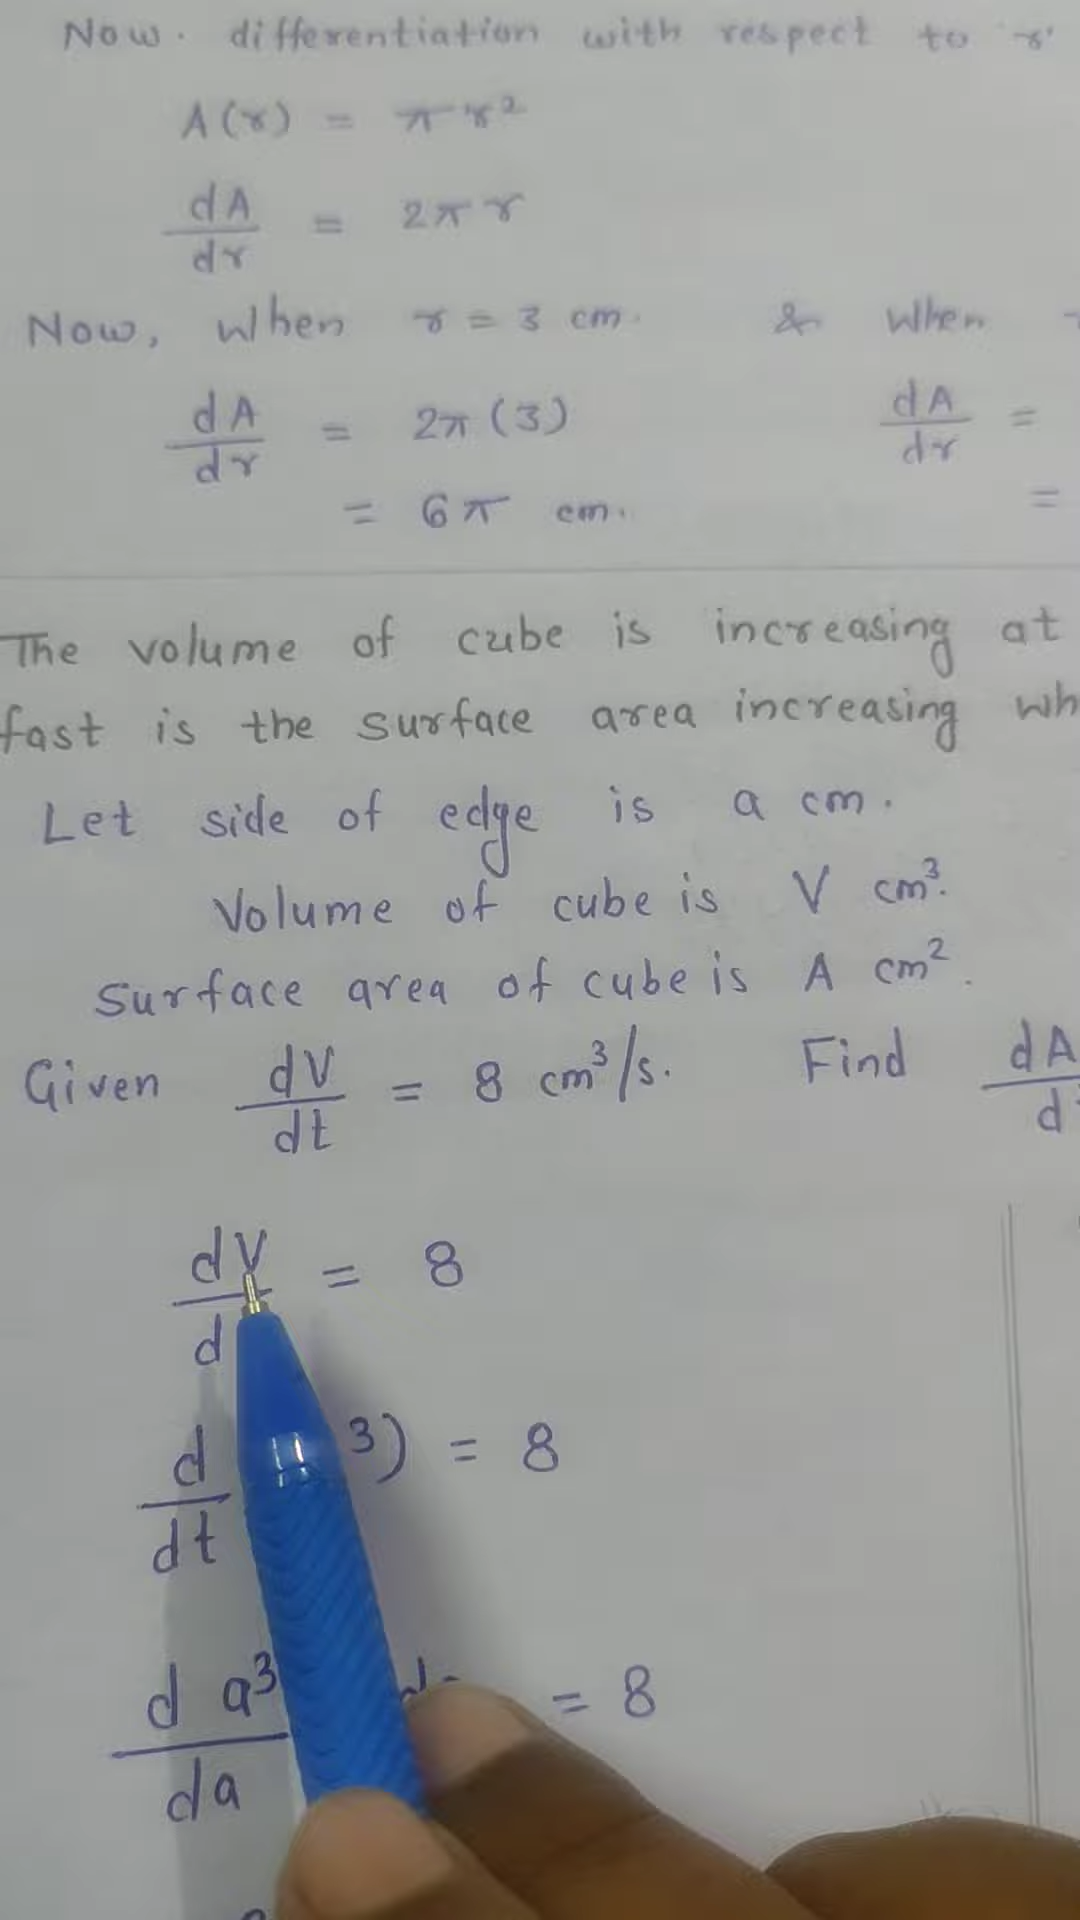 Now. differentiation with respect to 'r'
A(r) = πr²
dA/dr = 2πr
Now, when r = 3 cm. & when
dA/dr = 2π(3) dA/dr =
= 6π cm. =
The volume of cube is increasing at
fast is the surface area increasing
Let side of edge is a cm.
Volume of cube is V cm³.
Surface area of cube is A cm².
Given dV/dt = 8 cm³/s. Find dA/d
dV/d = 8
d/dt ³) = 8
d a³/da = 8